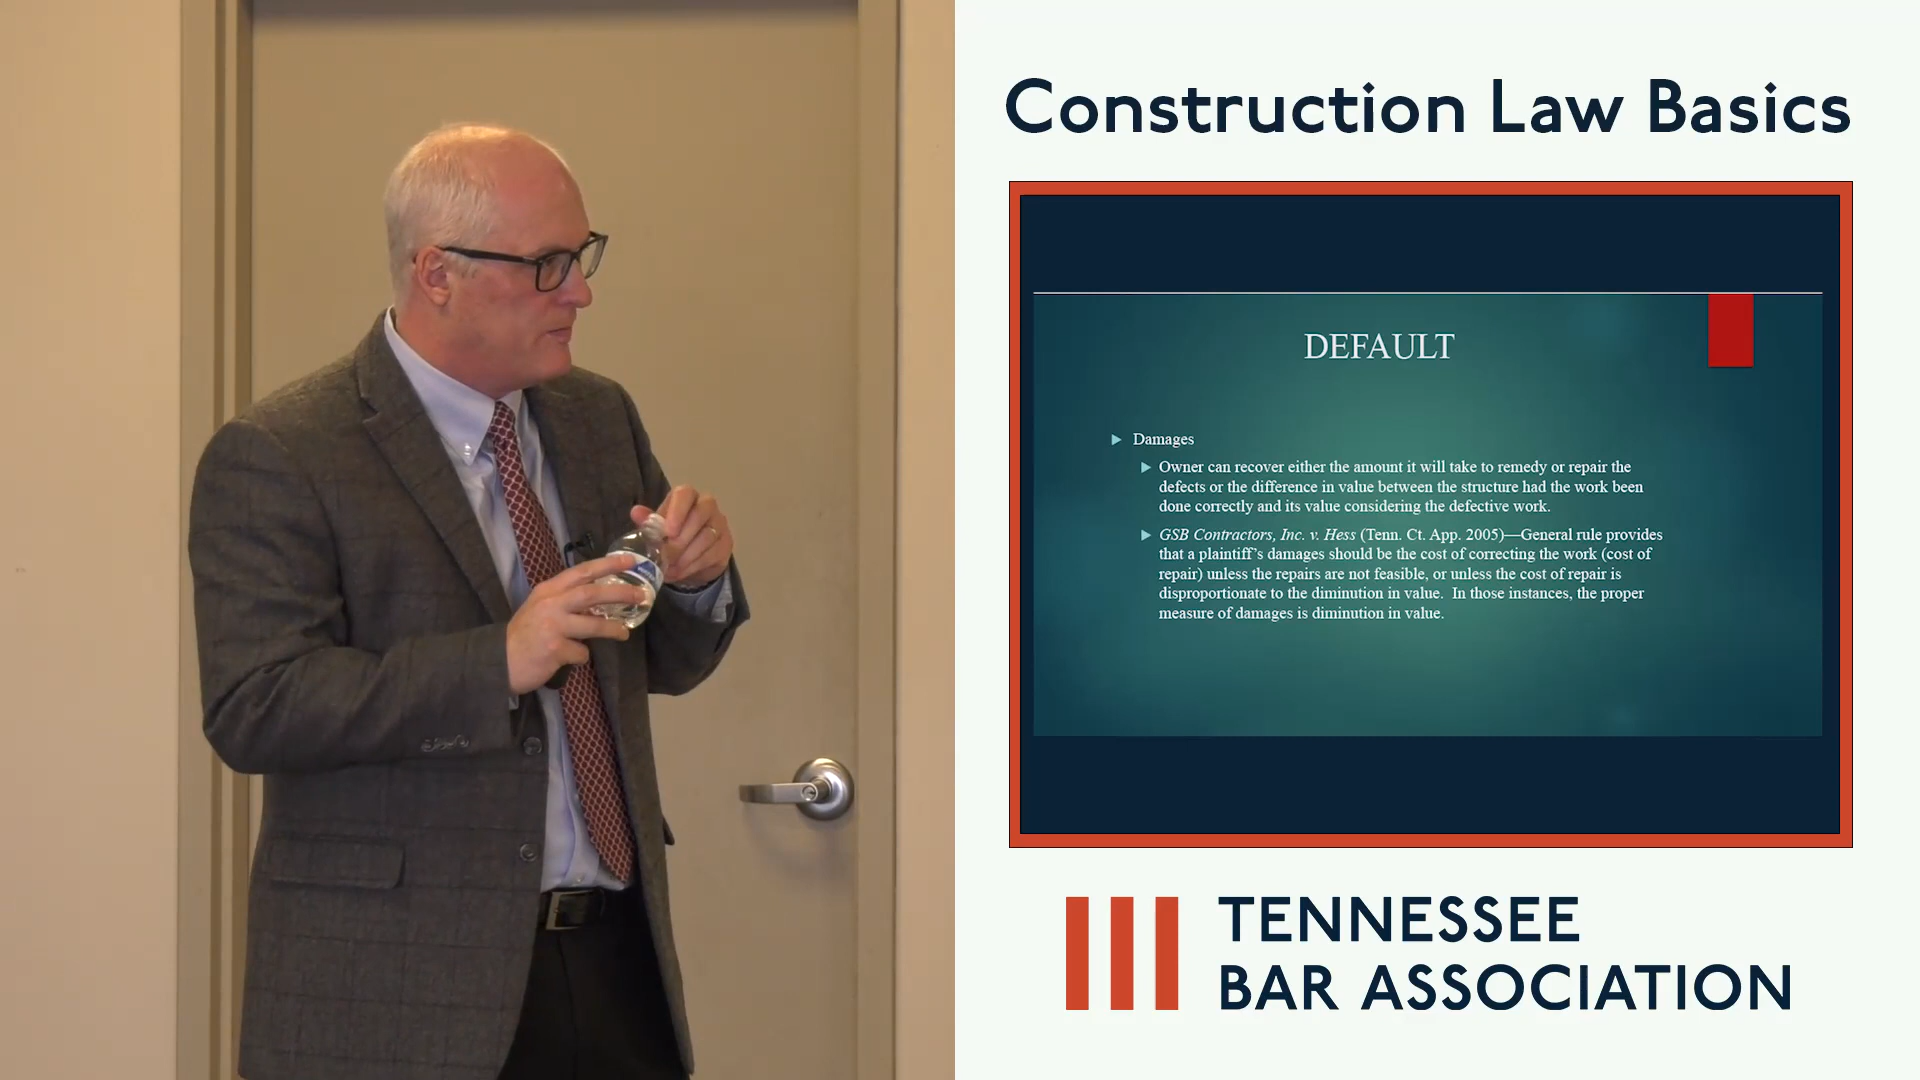 Construction Law Basics
DEFAULT
Damages
Owner can recover either the amount it will take to remedy or repair the
defects or the difference in value between the structure had the work been
done correctly and its value considering the defective work.
GSB Contractors, Inc. v. Hess (Tenn. Ct. App. 2005)—General rule provides
that a plaintiff’s damages should be the cost of correcting the work (cost of
repair) unless the repairs are not feasible, or unless the cost of repair is
disproportionate to the diminution in value.  In those instances, the proper
measure of damages is diminution in value.
TENNESSEE
BAR ASSOCIATION